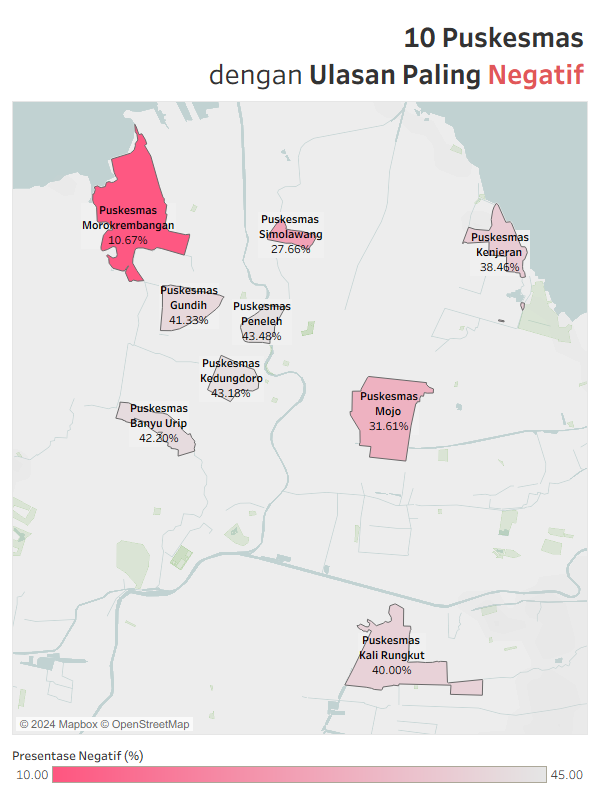 10 Puskesmas
dengan Ulasan Paling Negatif
Puskesmas
Morokrembangan
10.67%
Puskesmas
Simolawang
27.66%
Puskesmas
Kenjeran
38.46%
Puskesmas
Gundih
41.33%
Puskesmas
Peneleh
43.48%
Puskesmas
Kedungdoro
43.18%
Puskesmas
Mojo
31.61%
Puskesmas
Banyu Urip
42.20%
Puskesmas
Kali Rungkut
40.00%
© 2024 Mapbox © OpenStreetMap
Presentase Negatif (%)
10.00 45.00